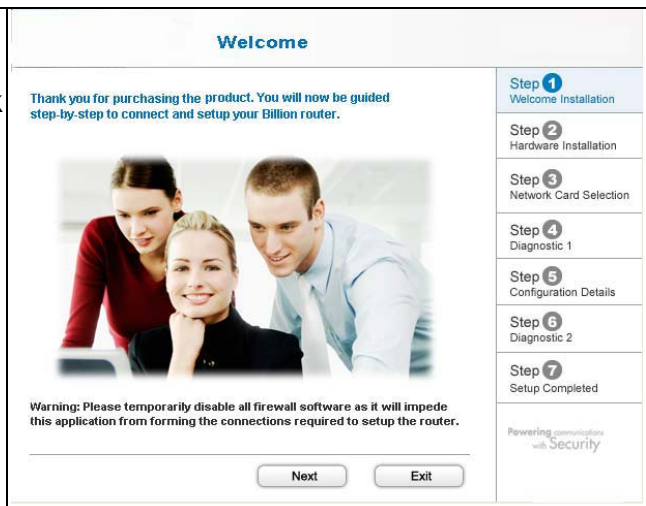 Welcome
Thank you for purchasing the product. You will now be guided
step-by-step to connect and setup your Billion router.
Warning: Please temporarily disable all firewall software as it will impede
this application from forming the connections required to setup the router.
Next
Exit
Step 1
Welcome Installation
Step 2
Hardware Installation
Step 3
Network Card Selection
Step 4
Diagnostic 1
Step 5
Configuration Details
Step 6
Diagnostic 2
Step 7
Setup Completed
Powering communications
with Security